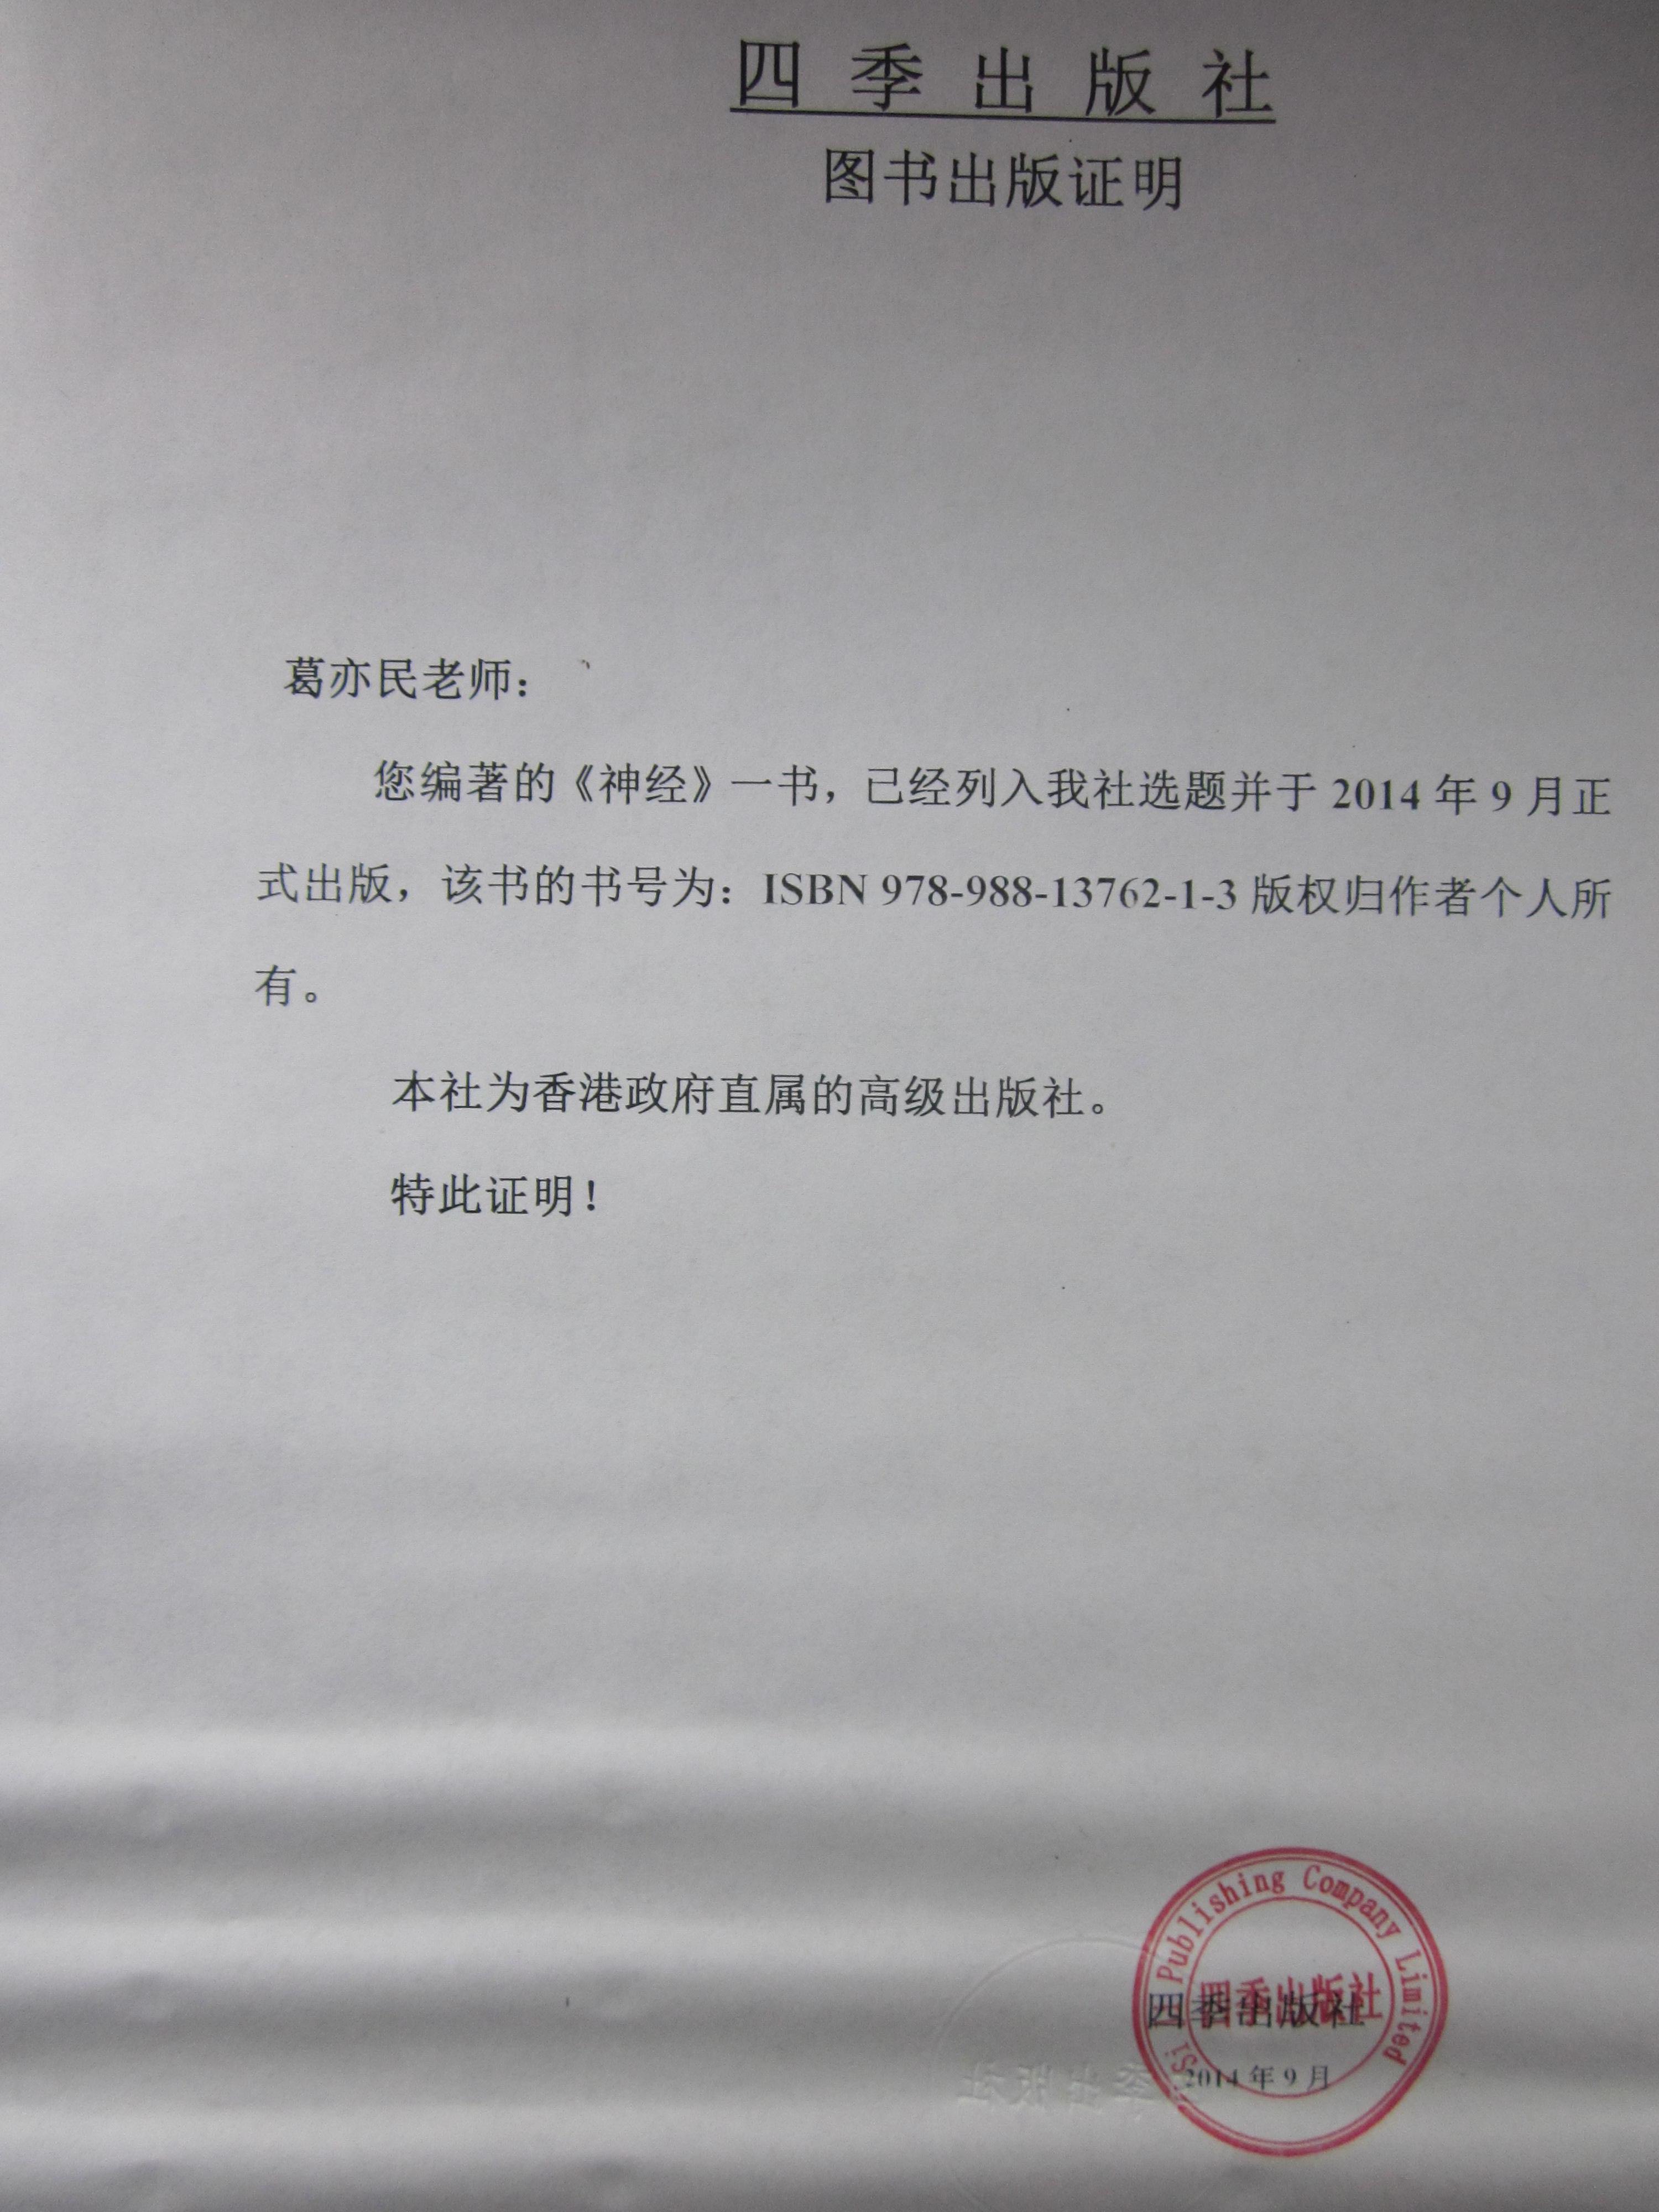 四季出版社
图书出版证明
葛亦民老师：
您编著的《神经》一书，已经列入我社选题并于 2014 年 9 月正
式出版，该书的书号为：ISBN 978-988-13762-1-3 版权归作者个人所
有。
本社为香港政府直属的高级出版社。
特此证明！
Si Publishing Company Limited
四季出版社
四季出版社
2014 年 9 月
季出版社